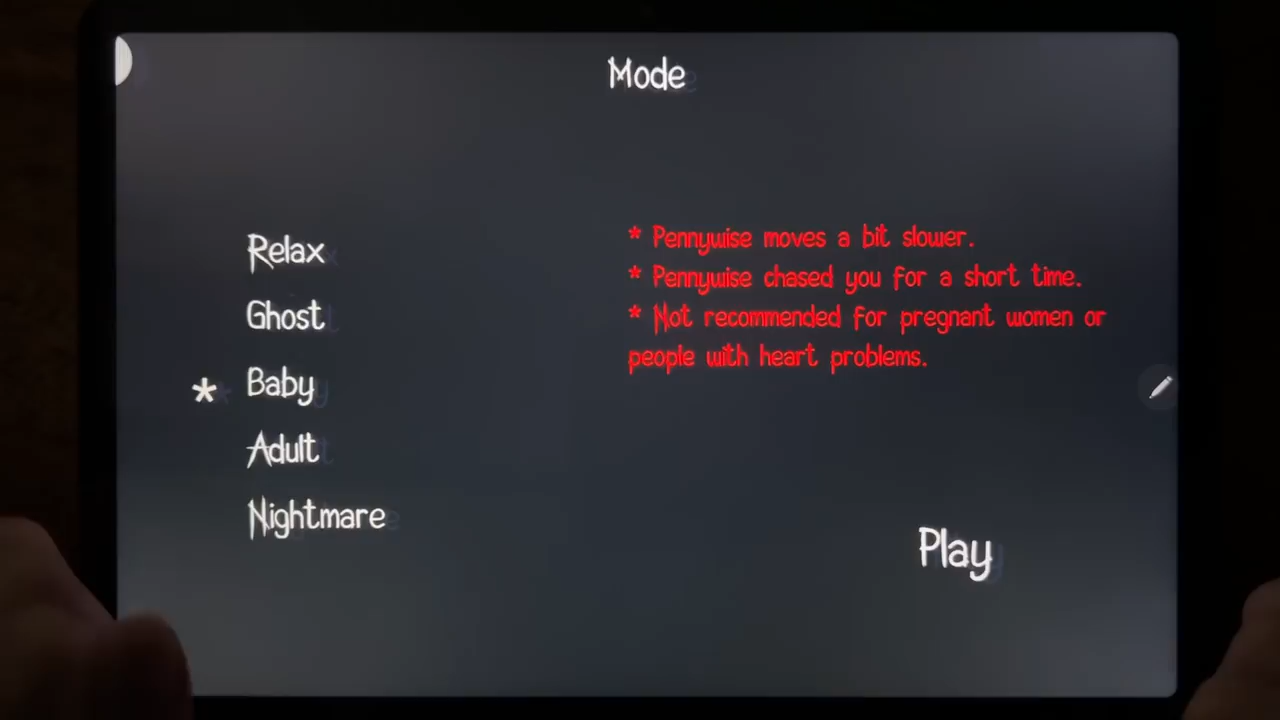 Mode
Relax
Ghost
* Baby
Adult
Nightmare
* Pennywise moves a bit slower.
* Pennywise chased you for a short time.
* Not recommended for pregnant women or
people with heart problems.
Play